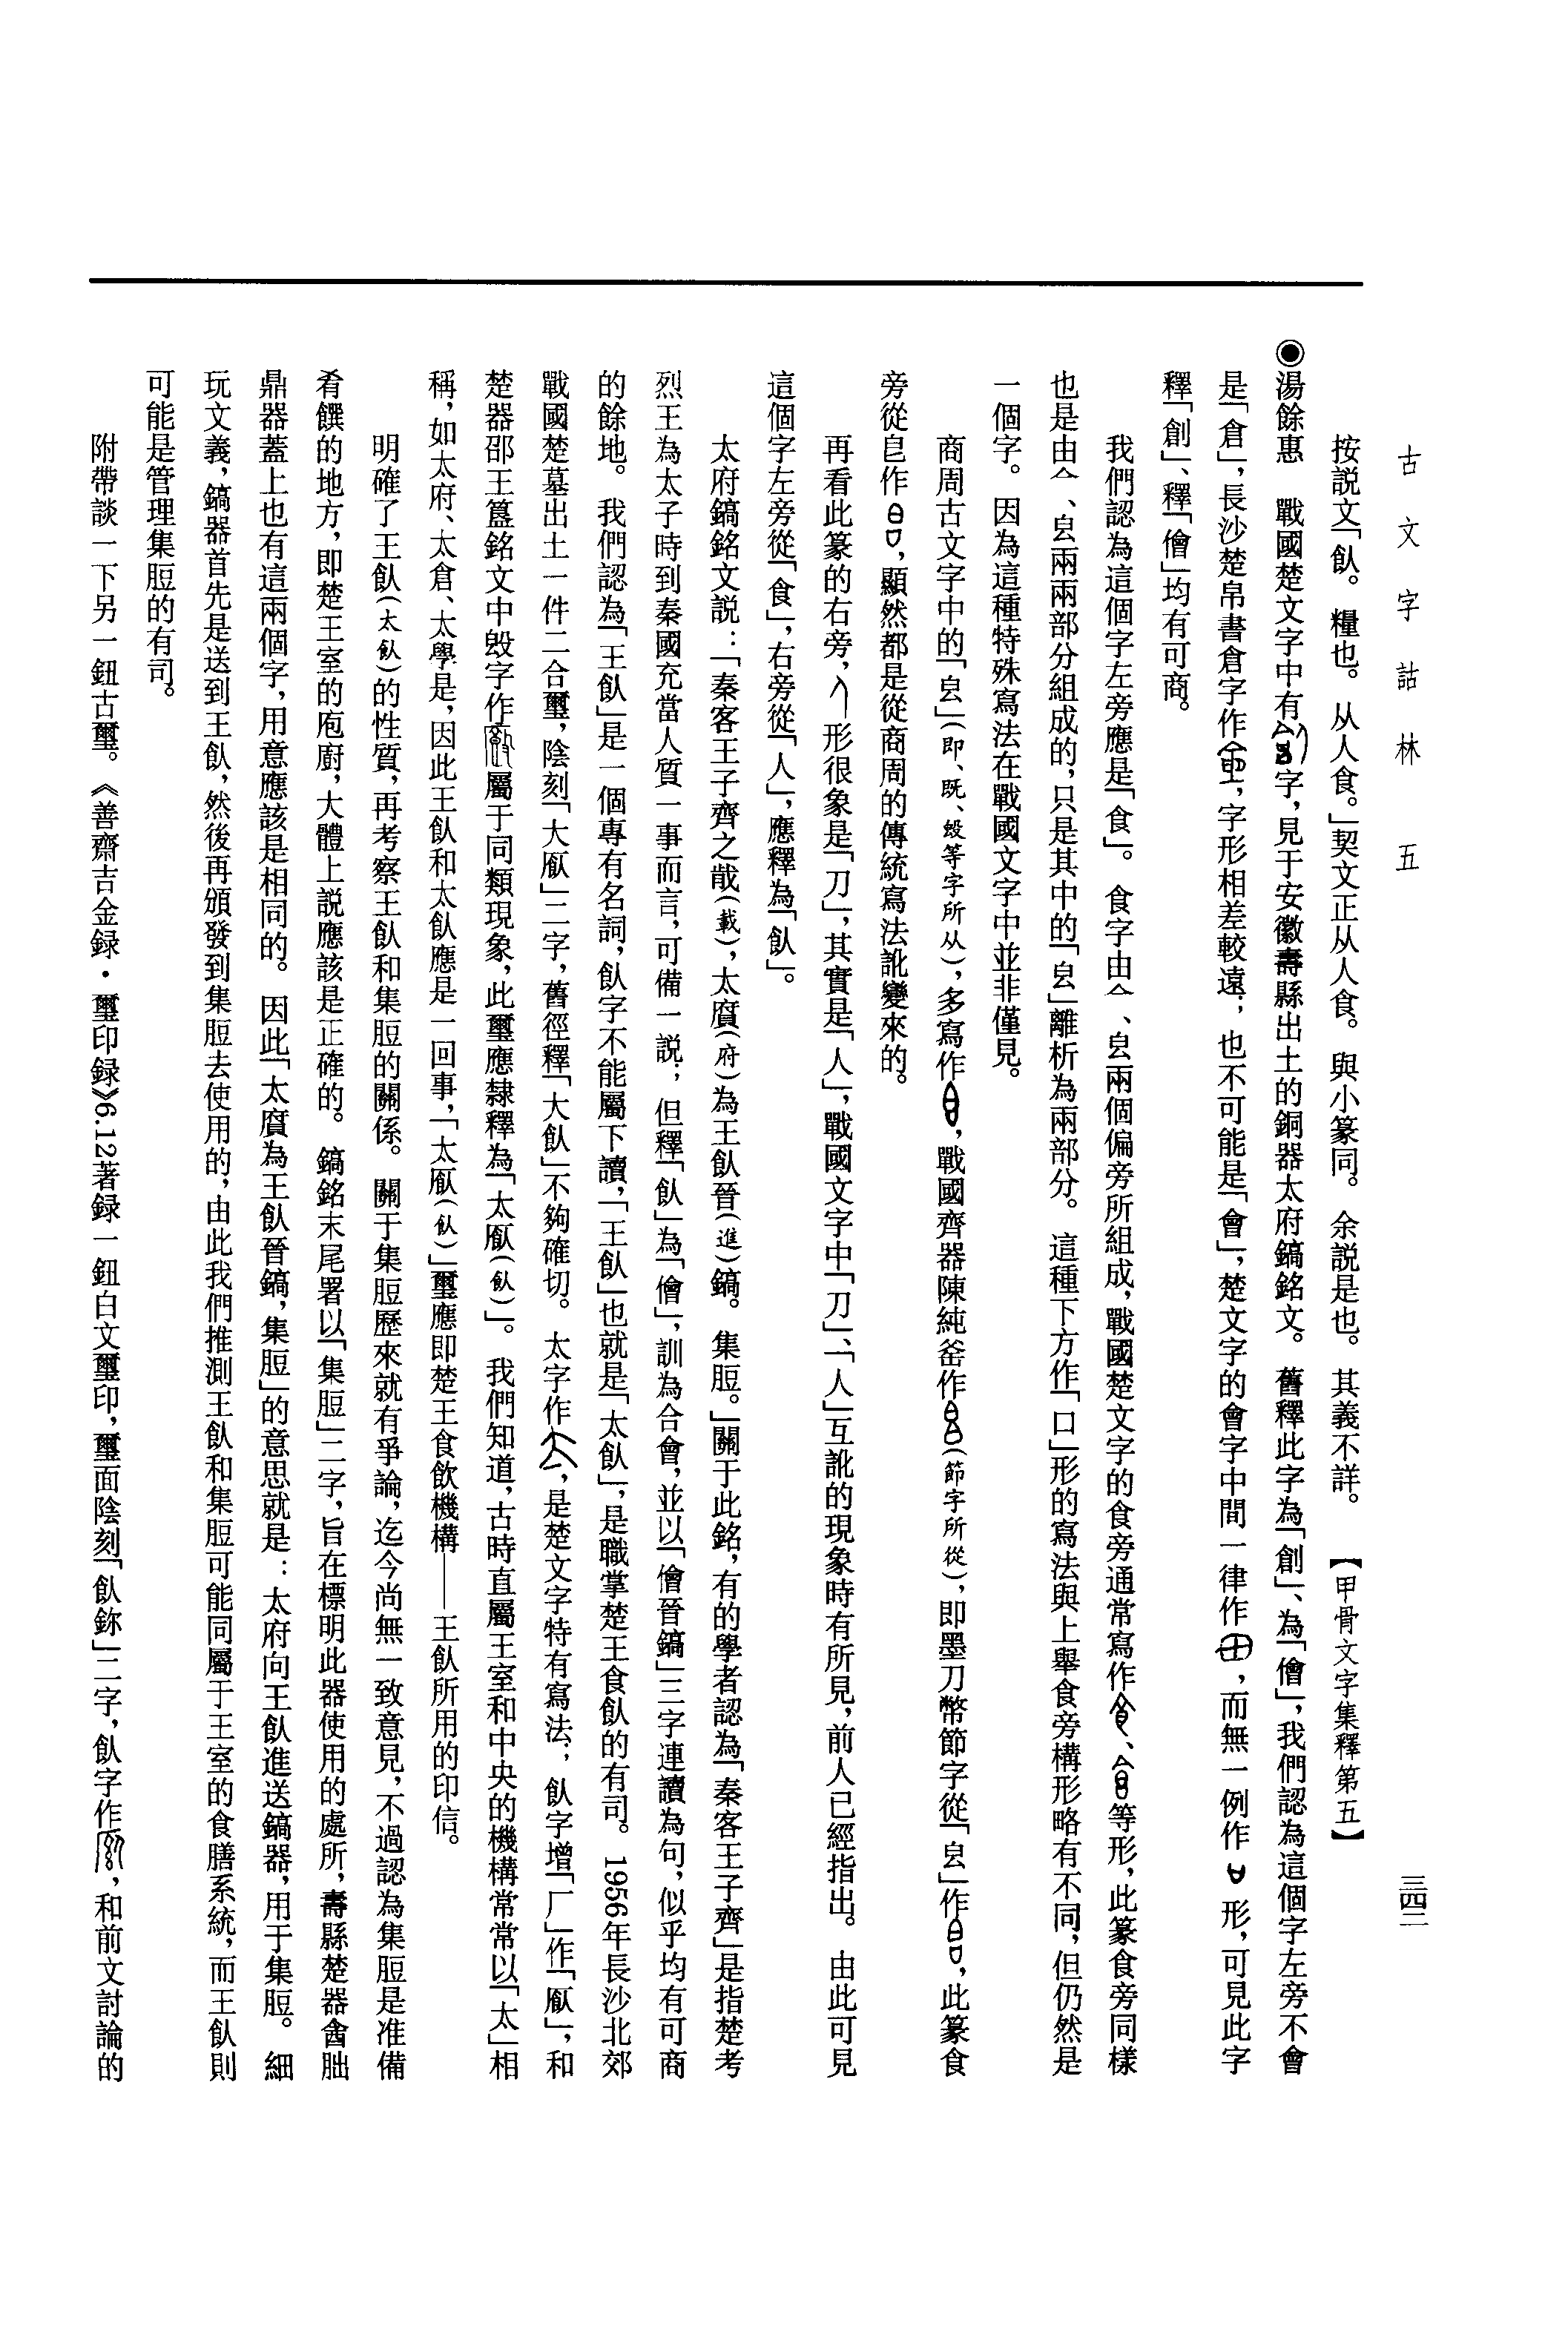 古文字詁林 五
三四二
按説文「飤。糧也。从人食。」契文正从人食。與小篆同。余説是也。其義不詳。 【甲骨文字集釋第五】
◉湯餘惠 戰國楚文字中有字,見于安徽壽縣出土的銅器太府鎬銘文。舊釋此字為「創」、為「儈」,我們認為這個字左旁不會
是「倉」,長沙楚帛書倉字作,字形相差較遠;也不可能是「會」,楚文字的會字中間一律作,而無一例作形,可見此字
釋「創」、釋「儈」均有可商。
我們認為這個字左旁應是「食」。食字由亼、皀兩個偏旁所組成,戰國楚文字的食旁通常寫作、等形,此篆食旁同樣
也是由亼、皀兩兩部分組成的,只是其中的「皀」離析為兩部分。這種下方作「口」形的寫法與上舉食旁構形略有不同,但仍然是
一個字。因為這種特殊寫法在戰國文字中並非僅見。
商周古文字中的「皀」(即、既、㲃等字所从),多寫作,戰國齊器陳純釜作(節字所從),即墨刀幣節字從「皀」作,此篆食
旁從皀作,顯然都是從商周的傳統寫法訛變來的。
再看此篆的右旁,形很象是「刀」,其實是「人」,戰國文字中「刀」、「人」互訛的現象時有所見,前人已經指出。由此可見
這個字左旁從「食」,右旁從「人」,應釋為「飤」。
太府鎬銘文説:「秦客王子齊之歲(載),太廥(府)為王飤晉(進)鎬。集脰。」關于此銘,有的學者認為「秦客王子齊」是指楚考
烈王為太子時到秦國充當人質一事而言,可備一説;但釋「飤」為「儈」,訓為合會,並以「儈晉鎬」三字連讀為句,似乎均有可商
的餘地。我們認為「王飤」是一個專有名詞,飤字不能屬下讀,「王飤」也就是「太飤」,是職掌楚王食飤的有司。1956年長沙北郊
戰國楚墓出土一件二合璽,陰刻「大㕑」二字,舊徑釋「大飤」不夠確切。太字作,是楚文字特有寫法;飤字增「厂」作「」,和
楚器邵王簋銘文中毀字作屬于同類現象,此璽應隸釋為「太(飤)」。我們知道,古時直屬王室和中央的機構常常以「太」相
稱,如太府、太倉、太學是,因此王飤和太飤應是一回事,「太(飤)」璽應即楚王食飲機構——王飤所用的印信。
明確了王飤(太飤)的性質,再考察王飤和集脰的關係。關于集脰歷來就有爭論,迄今尚無一致意見,不過認為集脰是准備
肴饌的地方,即楚王室的庖廚,大體上説應該是正確的。鎬銘末尾署以「集脰」二字,旨在標明此器使用的處所,壽縣楚器酓朏
鼎器蓋上也有這兩個字,用意應該是相同的。因此「太廥為王飤晉鎬,集脰」的意思就是:太府向王飤進送鎬器,用于集脰。細
玩文義,鎬器首先是送到王飤,然後再頒發到集脰去使用的,由此我們推測王飤和集脰可能同屬于王室的食膳系統,而王飤則
可能是管理集脰的有司。
附帶談一下另一鈕古璽。《善齋吉金録·璽印録》6.12著録一鈕白文璽印,璽面陰刻「飤鉨」二字,飤字作,和前文討論的